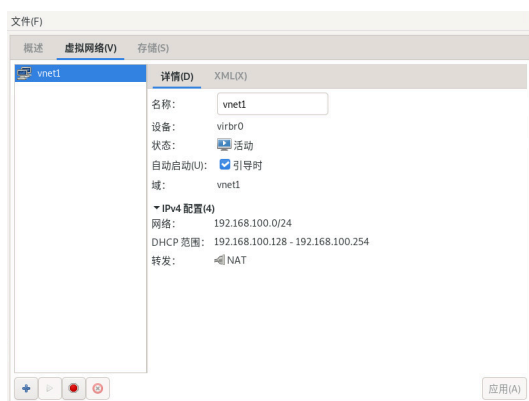 文件(F)
概述 虚拟网络(V) 存储(S)
vnet1
详情(D) XML(X)
名称: vnet1
设备: virbr0
状态: 活动
自动启动(U): 引导时
域: vnet1
IPv4 配置(4)
网络: 192.168.100.0/24
DHCP 范围: 192.168.100.128 - 192.168.100.254
转发: NAT
应用(A)